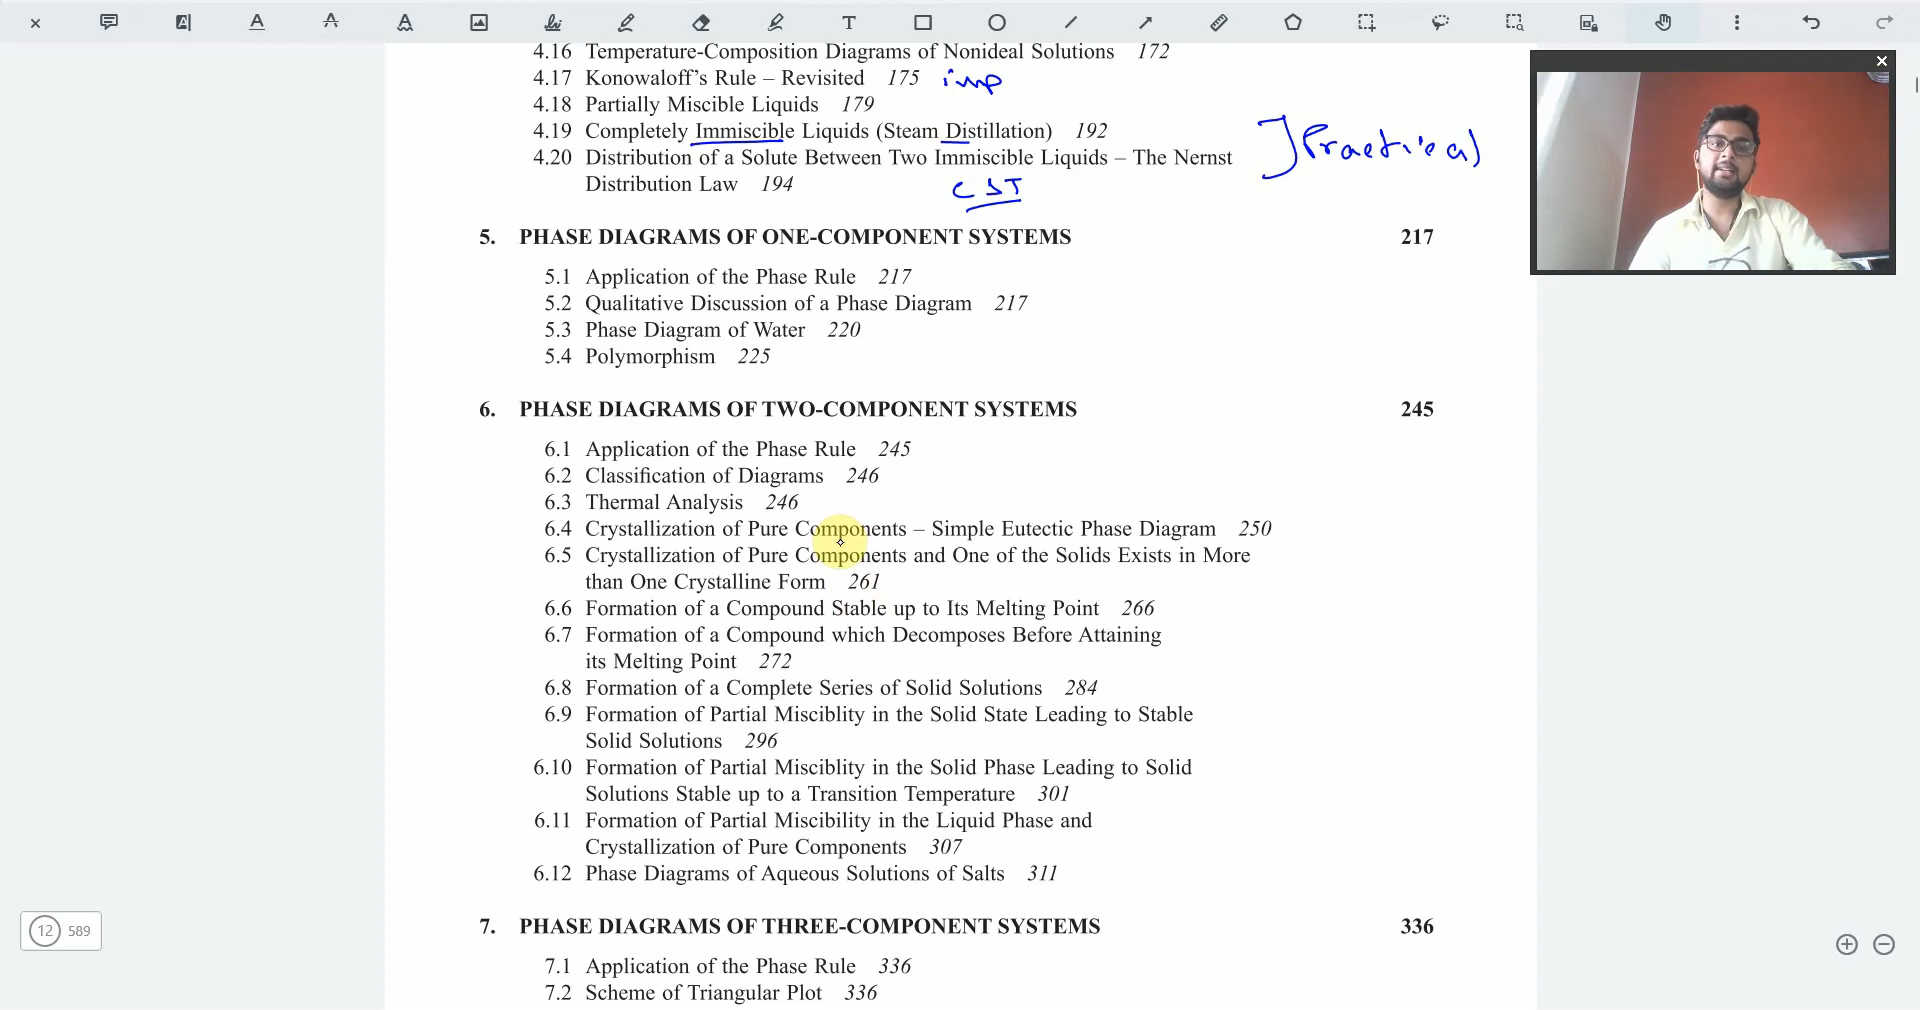 4.16 Temperature-Composition Diagrams of Nonideal Solutions 172
4.17 Konowaloff's Rule – Revisited 175 imp
4.18 Partially Miscible Liquids 179
4.19 Completely Immiscible Liquids (Steam Distillation) 192
4.20 Distribution of a Solute Between Two Immiscible Liquids – The Nernst
Distribution Law 194
Practical
CST
5. PHASE DIAGRAMS OF ONE-COMPONENT SYSTEMS 217
5.1 Application of the Phase Rule 217
5.2 Qualitative Discussion of a Phase Diagram 217
5.3 Phase Diagram of Water 220
5.4 Polymorphism 225
6. PHASE DIAGRAMS OF TWO-COMPONENT SYSTEMS 245
6.1 Application of the Phase Rule 245
6.2 Classification of Diagrams 246
6.3 Thermal Analysis 246
6.4 Crystallization of Pure Components – Simple Eutectic Phase Diagram 250
6.5 Crystallization of Pure Components and One of the Solids Exists in More
than One Crystalline Form 261
6.6 Formation of a Compound Stable up to Its Melting Point 266
6.7 Formation of a Compound which Decomposes Before Attaining
its Melting Point 272
6.8 Formation of a Complete Series of Solid Solutions 284
6.9 Formation of Partial Misciblity in the Solid State Leading to Stable
Solid Solutions 296
6.10 Formation of Partial Misciblity in the Solid Phase Leading to Solid
Solutions Stable up to a Transition Temperature 301
6.11 Formation of Partial Miscibility in the Liquid Phase and
Crystallization of Pure Components 307
6.12 Phase Diagrams of Aqueous Solutions of Salts 311
7. PHASE DIAGRAMS OF THREE-COMPONENT SYSTEMS 336
7.1 Application of the Phase Rule 336
7.2 Scheme of Triangular Plot 336
12 589